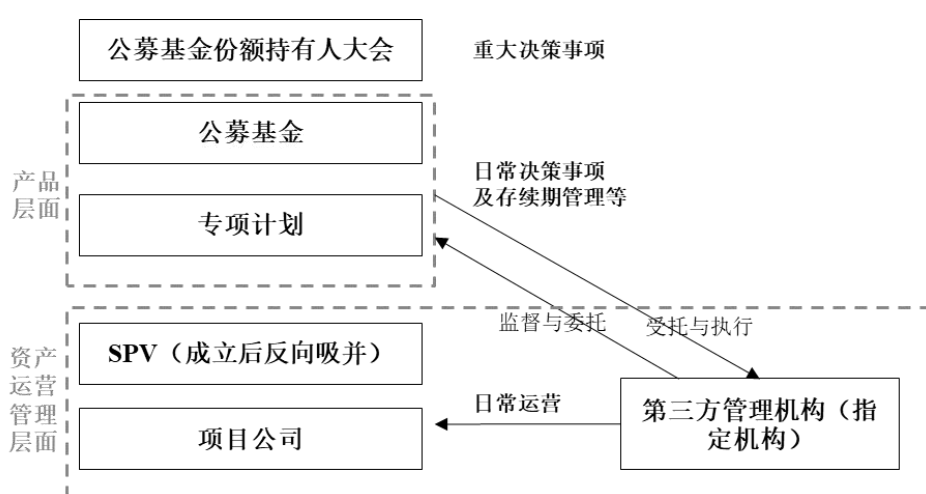 公募基金份额持有人大会
重大决策事项
公募基金
产品
层面
日常决策事项
及存续期管理等
专项计划
监督与委托
受托与执行
SPV（成立后反向吸并）
资产
运营
管理
层面
日常运营
第三方管理机构（指
定机构）
项目公司